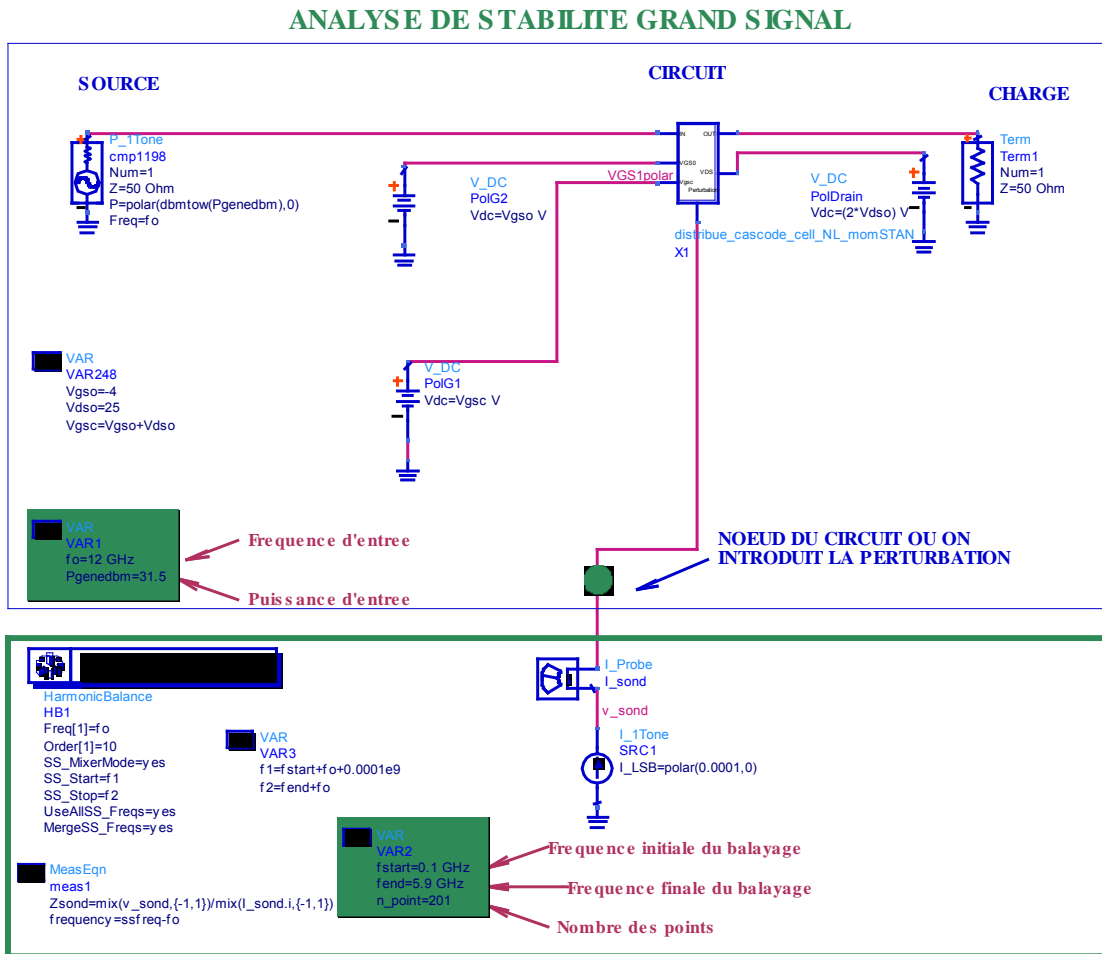 ANALYSE DE STABILITE GRAND SIGNAL
SOURCE
CIRCUIT
CHARGE
P_1Tone
cmp1198
Num=1
Z=50 Ohm
P=polar(dbmtow(Pgenedbm),0)
Freq=fo
V_DC
PolG2
Vdc=Vgso V
VGS1polar
IN
OUT
VGS0
VDS
Vgsc
Perturbation
distribue_cascode_cell_NL_momSTAN
X1
V_DC
PolDrain
Vdc=(2*Vdso) V
Term
Term1
Num=1
Z=50 Ohm
VAR
VAR248
Vgso=-4
Vdso=25
Vgsc=Vgso+Vdso
V_DC
PolG1
Vdc=Vgsc V
VAR
VAR1
fo=12 GHz
Pgenedbm=31.5
Frequence d'entree
Puissance d'entree
NOEUD DU CIRCUIT OU ON
INTRODUIT LA PERTURBATION
HarmonicBalance
HB1
Freq[1]=fo
Order[1]=10
SS_MixerMode=yes
SS_Start=f1
SS_Stop=f2
UseAllSS_Freqs=yes
MergeSS_Freqs=yes
VAR
VAR3
f1=fstart+fo+0.0001e9
f2=fend+fo
I_Probe
I_sond
v_sond
I_1Tone
SRC1
I_LSB=polar(0.0001,0)
MeasEqn
meas1
Zsond=mix(v_sond,{-1,1})/mix(I_sond.i,{-1,1})
frequency=ssfreq-fo
VAR
VAR2
fstart=0.1 GHz
fend=5.9 GHz
n_point=201
Frequence initiale du balayage
Frequence finale du balayage
Nombre des points